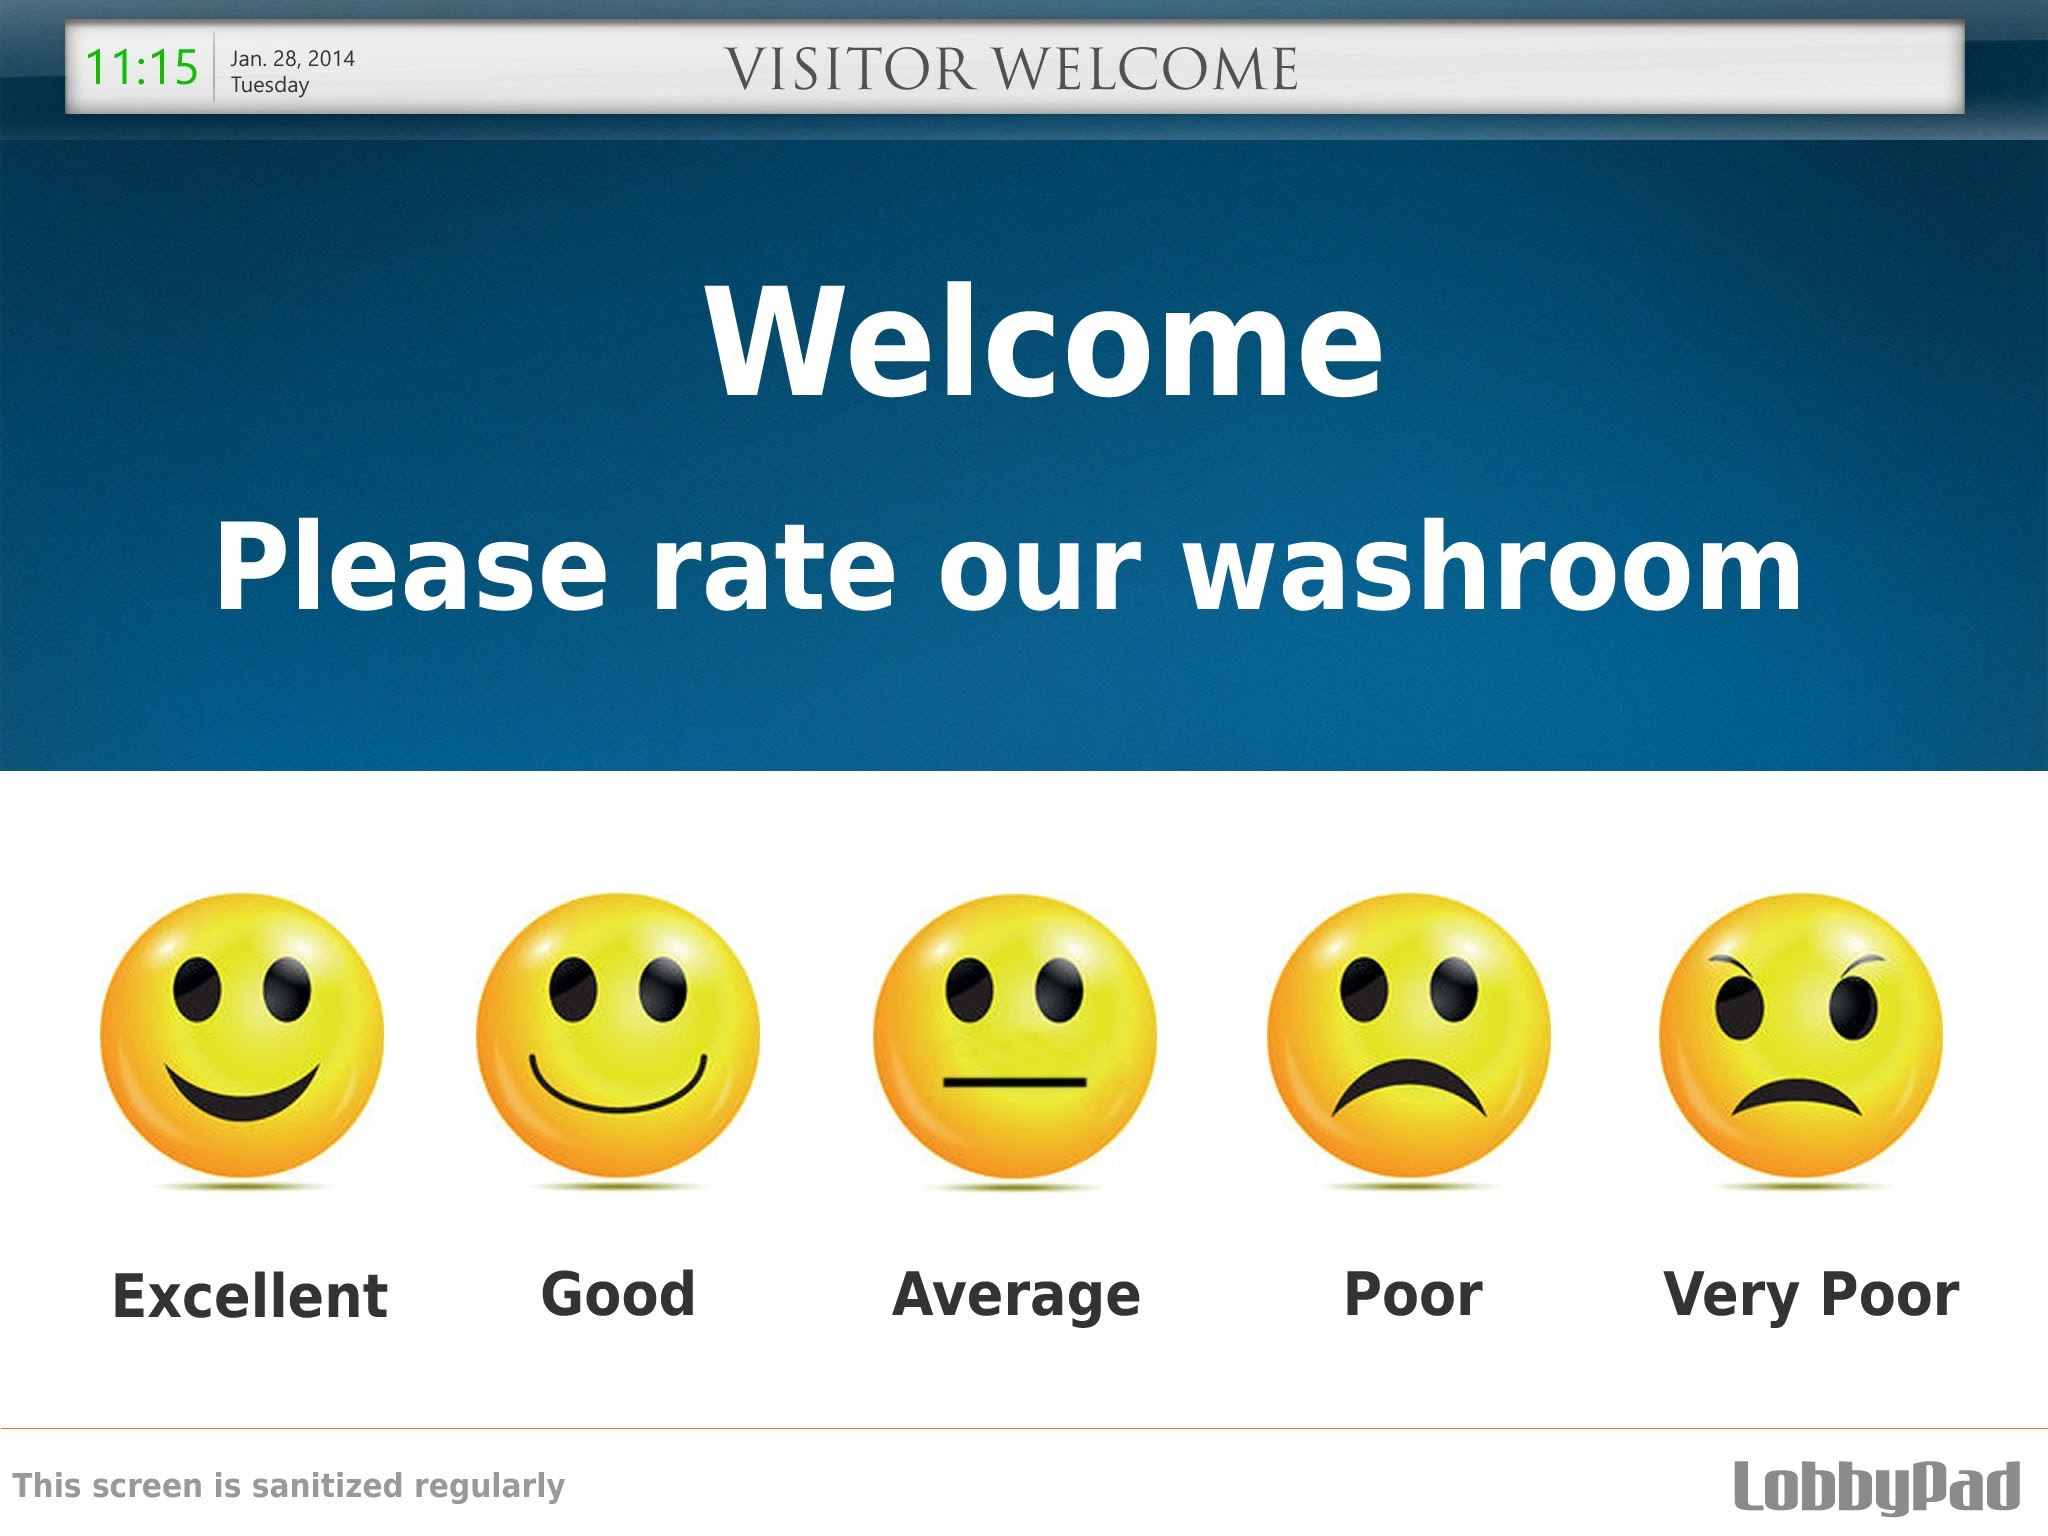 11:15
Jan. 28, 2014
Tuesday
VISITOR WELCOME
Welcome
Please rate our washroom
Excellent
Good
Average
Poor
Very Poor
This screen is sanitized regularly
LobbyPad